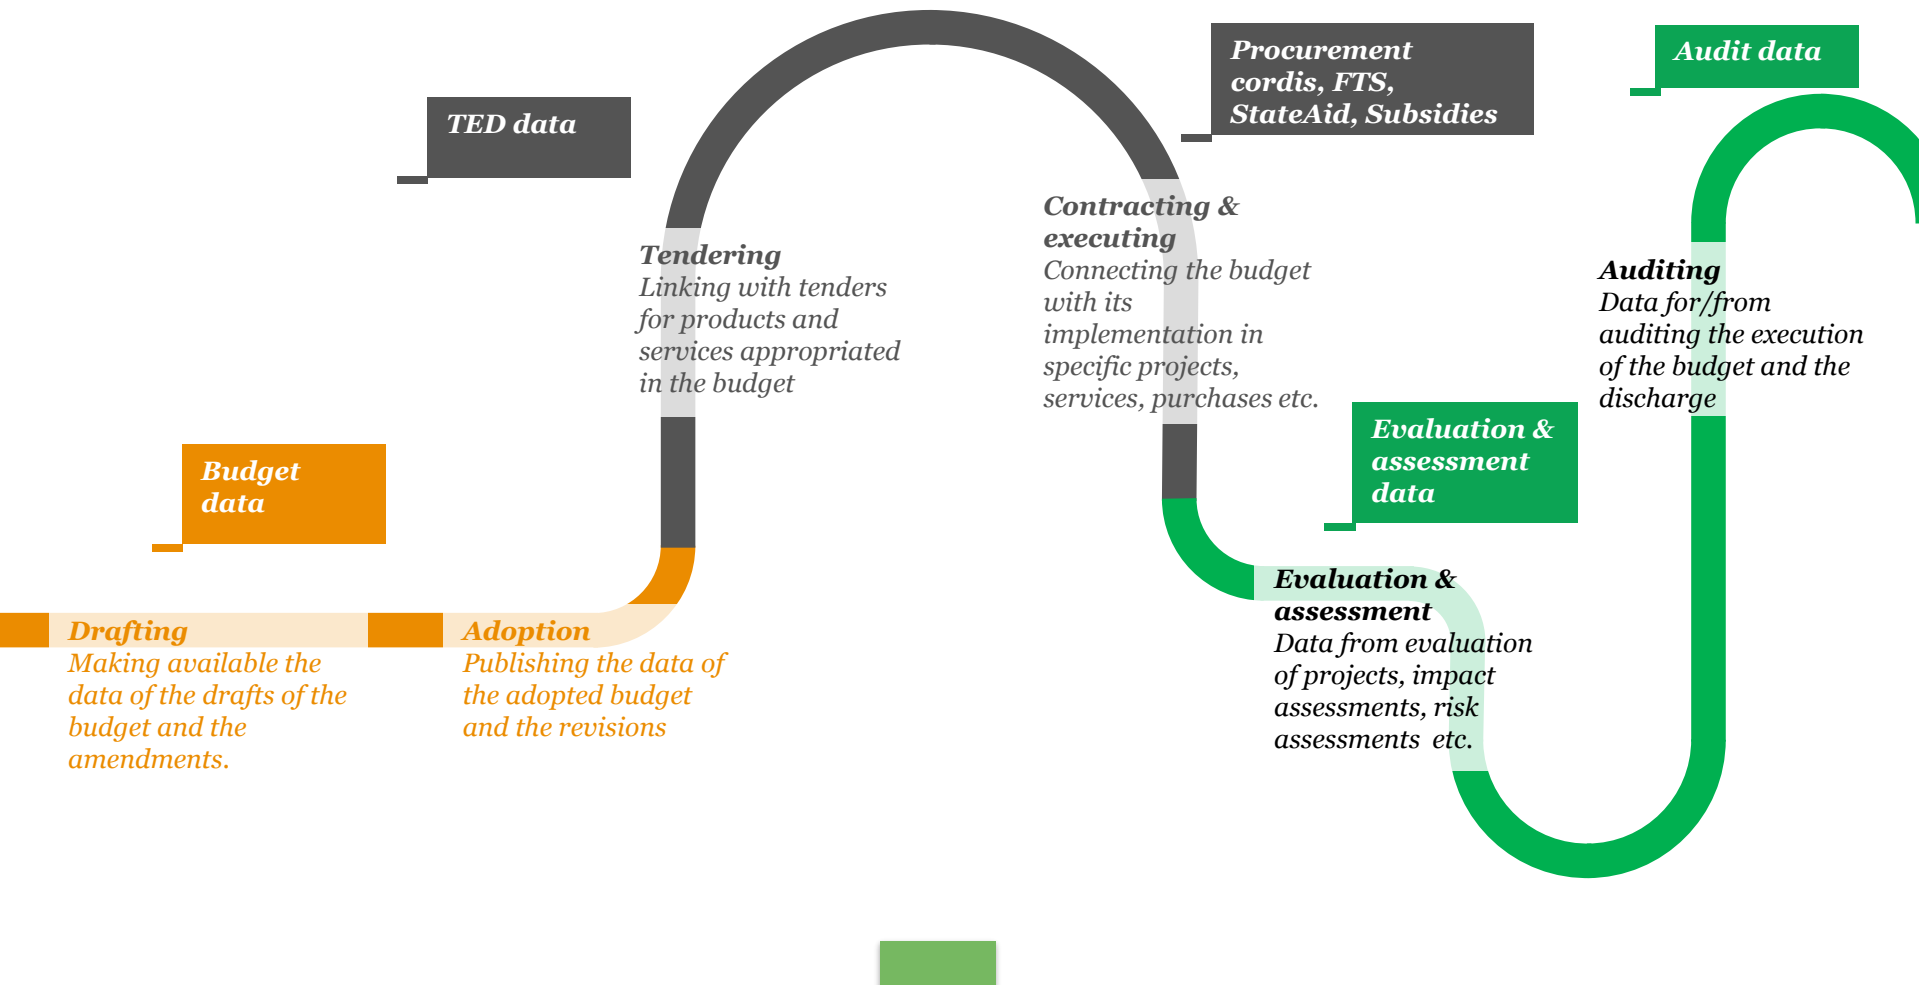 TED data
Procurement
cordis, FTS,
StateAid, Subsidies
Audit data
Tendering
Linking with tenders
for products and
services appropriated
in the budget
Contracting &
executing
Connecting the budget
with its
implementation in
specific projects,
services, purchases etc.
Auditing
Data for/from
auditing the execution
of the budget and the
discharge
Budget
data
Evaluation &
assessment
data
Drafting
Making available the
data of the drafts of the
budget and the
amendments.
Adoption
Publishing the data of
the adopted budget
and the revisions
Evaluation &
assessment
Data from evaluation
of projects, impact
assessments, risk
assessments  etc.